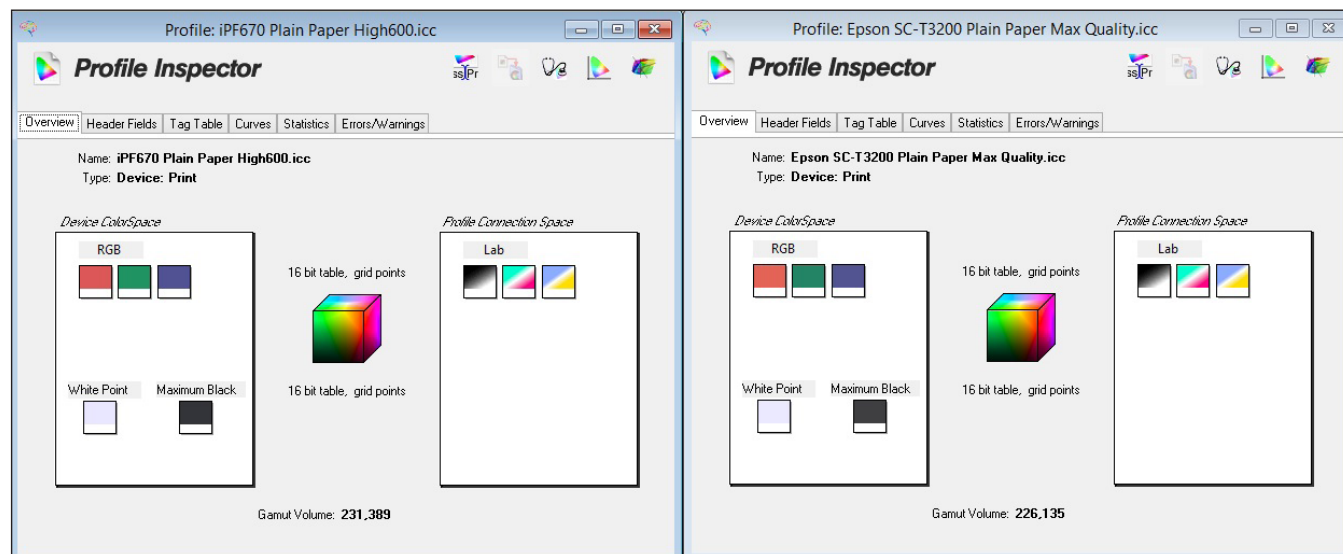 Profile: iPF670 Plain Paper High600.icc
Profile Inspector
Overview Header Fields Tag Table Curves Statistics Errors/Warnings
Name: iPF670 Plain Paper High600.icc
Type: Device: Print
Device ColorSpace
Profile Connection Space
RGB
Lab
16 bit table, grid points
White Point
Maximum Black
16 bit table, grid points
Gamut Volume: 231,389
Profile: Epson SC-T3200 Plain Paper Max Quality.icc
Profile Inspector
Overview Header Fields Tag Table Curves Statistics Errors/Warnings
Name: Epson SC-T3200 Plain Paper Max Quality.icc
Type: Device: Print
Device ColorSpace
Profile Connection Space
RGB
Lab
16 bit table, grid points
White Point
Maximum Black
16 bit table, grid points
Gamut Volume: 226,135